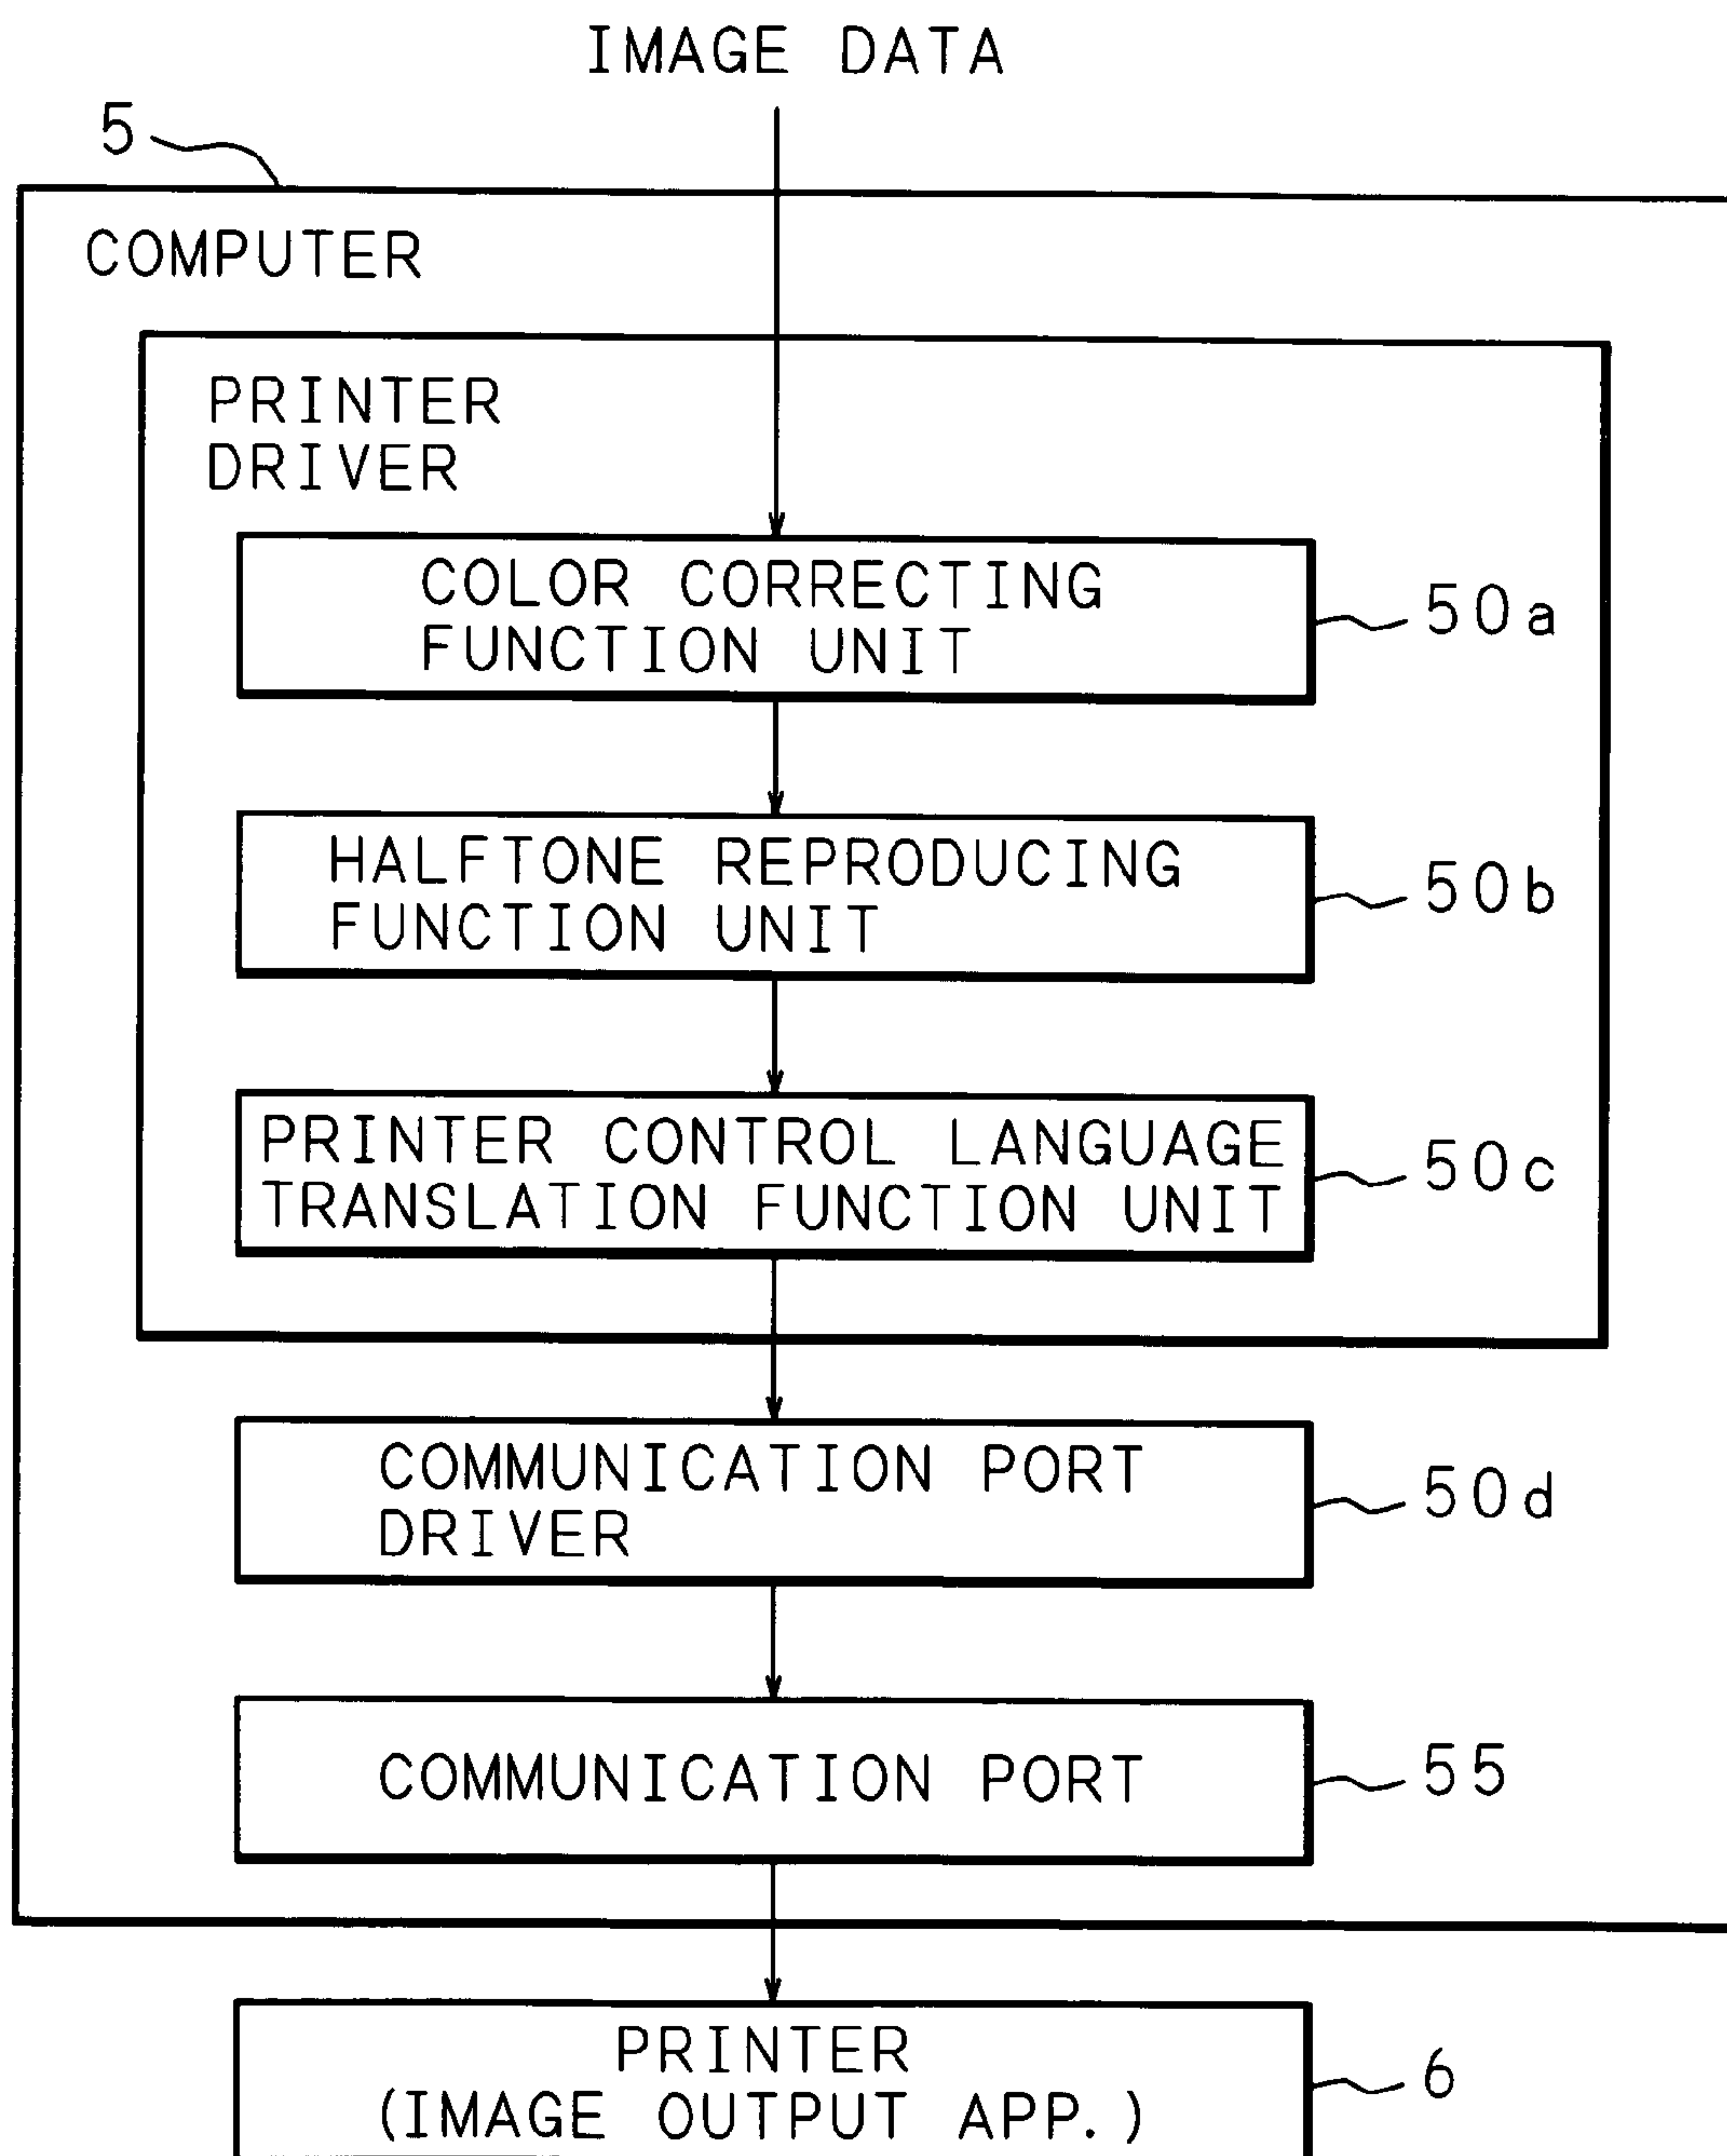 IMAGE DATA
5
COMPUTER
PRINTER
DRIVER
COLOR CORRECTING
FUNCTION UNIT
50a
HALFTONE REPRODUCING
FUNCTION UNIT
50b
PRINTER CONTROL LANGUAGE
TRANSLATION FUNCTION UNIT
50c
COMMUNICATION PORT
DRIVER
50d
COMMUNICATION PORT
55
PRINTER
(IMAGE OUTPUT APP.)
6